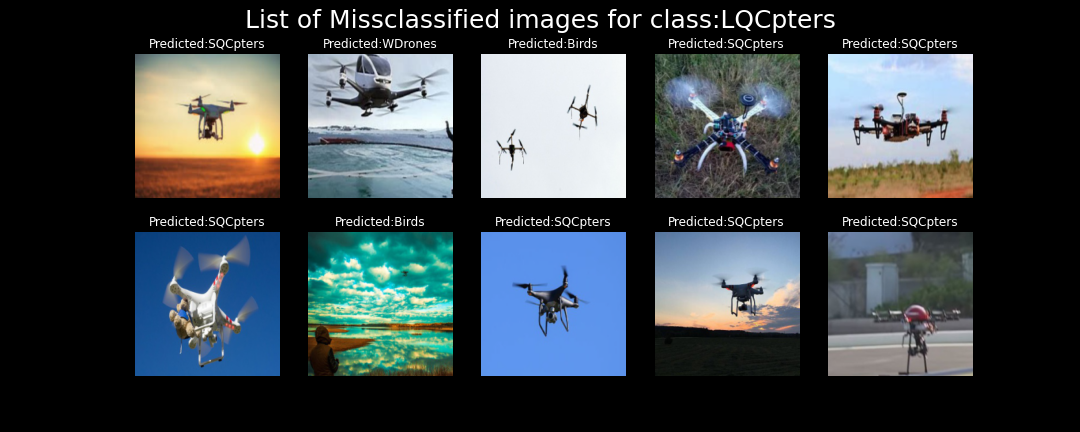 List of Missclassified images for class:LQCpters
Predicted:SQCpters Predicted:WDrones Predicted:Birds Predicted:SQCpters Predicted:SQCpters
Predicted:SQCpters Predicted:Birds Predicted:SQCpters Predicted:SQCpters Predicted:SQCpters